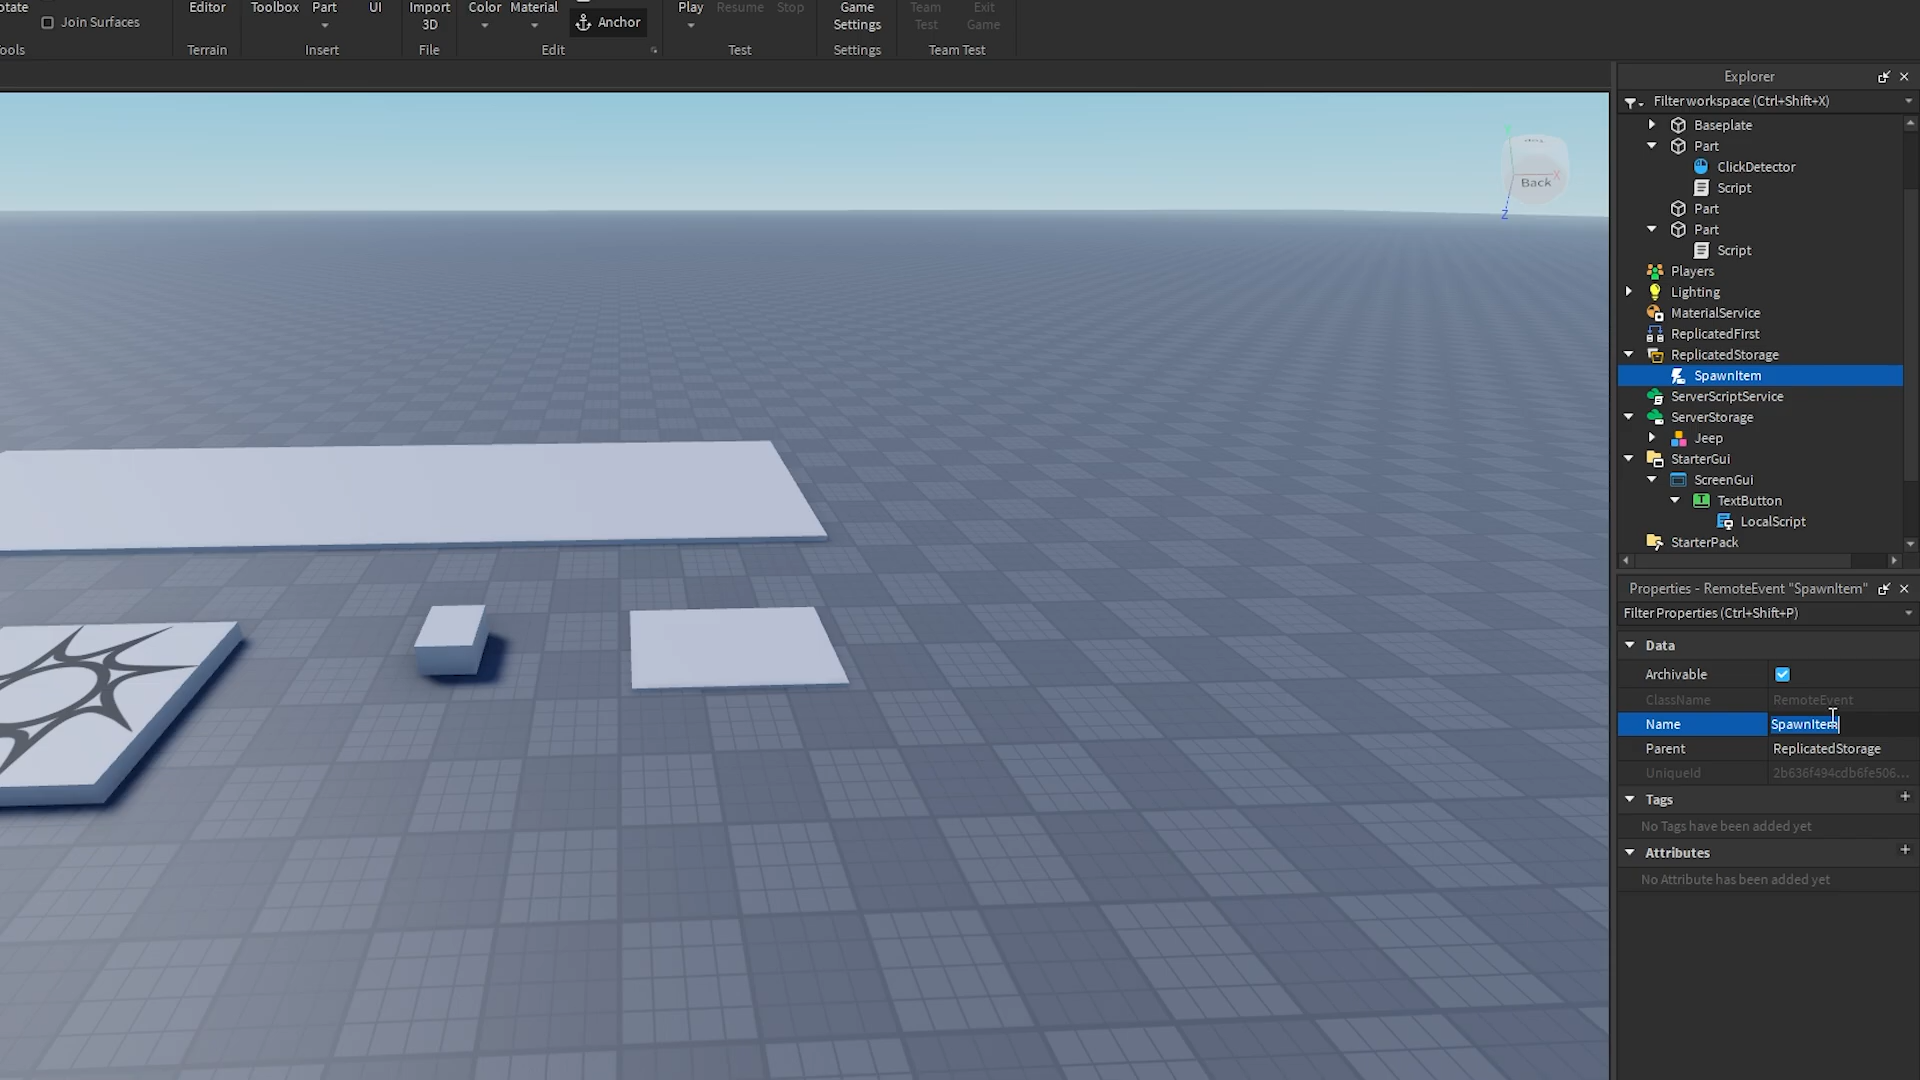 otate
Join Surfaces
ools
Editor
Terrain
Toolbox
Part
UI
Insert
Import
3D
File
Color
Material
Anchor
Edit
Play
Resume
Stop
Test
Game
Settings
Settings
Team
Test
Exit
Game
Team Test
Top
Back
X
Y
Z
Explorer
Filter workspace (Ctrl+Shift+X)
Baseplate
Part
ClickDetector
Script
Part
Part
Script
Players
Lighting
MaterialService
ReplicatedFirst
ReplicatedStorage
SpawnItem
ServerScriptService
ServerStorage
Jeep
StarterGui
ScreenGui
TextButton
LocalScript
StarterPack
Properties - RemoteEvent "SpawnItem"
Filter Properties (Ctrl+Shift+P)
Data
Archivable
ClassName RemoteEvent
Name SpawnItem
Parent ReplicatedStorage
UniqueId 2b636f494cdb6fe506...
Tags
No Tags have been added yet
Attributes
No Attribute has been added yet